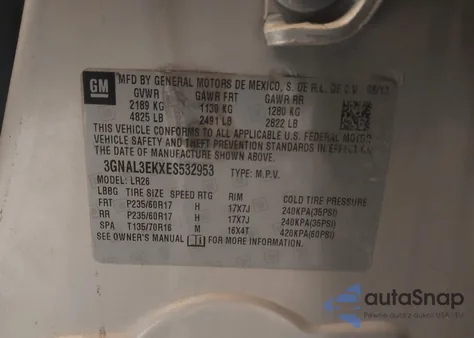 GM
MFD BY GENERAL MOTORS DE MEXICO, S. DE R.L. DE C.V. 08/13
GVWR GAWR FRT GAWR RR
2189 KG 1130 KG 1280 KG
4825 LB 2491 LB 2822 LB
THIS VEHICLE CONFORMS TO ALL APPLICABLE U.S. FEDERAL MOTOR
VEHICLE SAFETY AND THEFT PREVENTION STANDARDS IN EFFECT ON
THE DATE OF MANUFACTURE SHOWN ABOVE.
3GNAL3EKXES532953 TYPE: M.P.V.
MODEL: LR26
LBBG TIRE SIZE SPEED RTG RIM COLD TIRE PRESSURE
FRT P235/60R17 H 17X7J 240KPA(35PSI)
RR P235/60R17 H 17X7J 240KPA(35PSI)
SPA T135/70R16 M 16X4T 420KPA(60PSI)
SEE OWNER'S MANUAL FOR MORE INFORMATION.
autoSnap